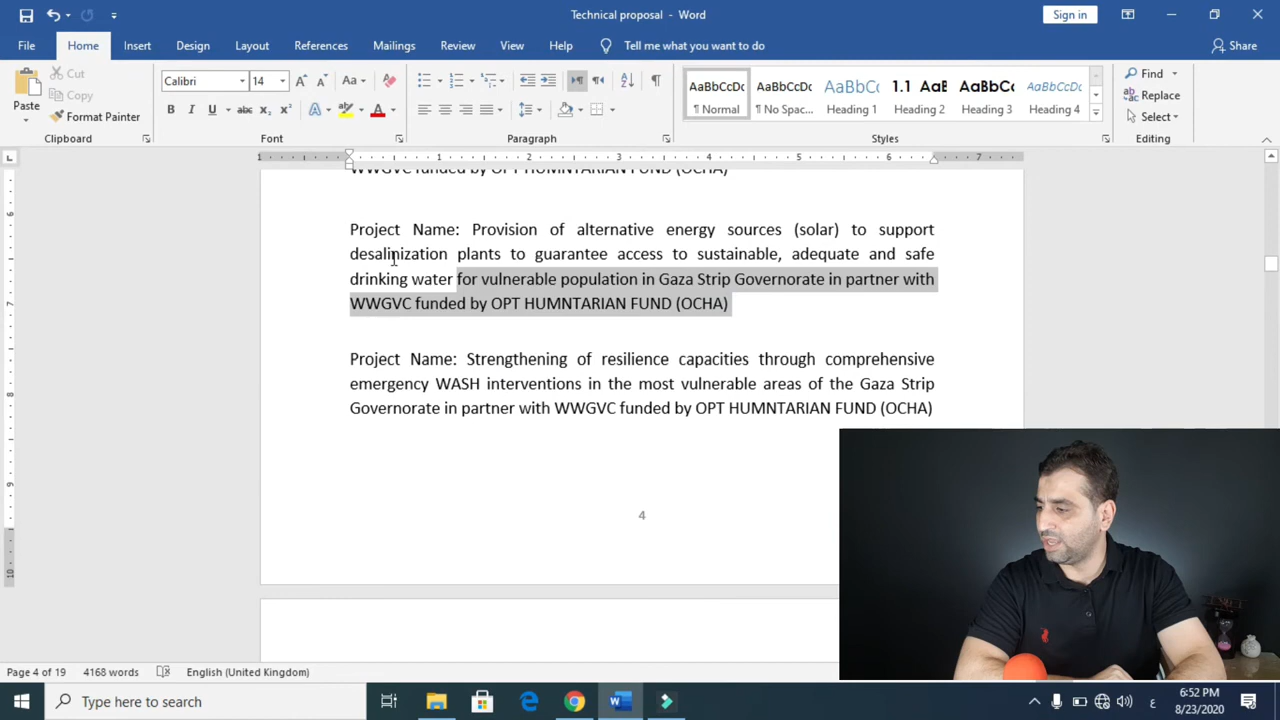 Technical proposal - Word
Sign in
File Home Insert Design Layout References Mailings Review View Help Tell me what you want to do Share
Paste
Cut
Copy
Format Painter
Clipboard
Calibri 14
Font
Paragraph
AaBbCcDc AaBbCcDc AaBbCc 1.1 AaB AaBbCc AaBbCcDc
¶ Normal ¶ No Spac... Heading 1 Heading 2 Heading 3 Heading 4
Styles
Find
Replace
Select
Editing
WWGVC funded by OPT HUMNTARIAN FUND (OCHA)
Project Name: Provision of alternative energy sources (solar) to support
desalinization plants to guarantee access to sustainable, adequate and safe
drinking water for vulnerable population in Gaza Strip Governorate in partner with
WWGVC funded by OPT HUMNTARIAN FUND (OCHA)
Project Name: Strengthening of resilience capacities through comprehensive
emergency WASH interventions in the most vulnerable areas of the Gaza Strip
Governorate in partner with WWGVC funded by OPT HUMNTARIAN FUND (OCHA)
4
Page 4 of 19 4168 words English (United Kingdom)
Type here to search
ع
6:52 PM
8/23/2020